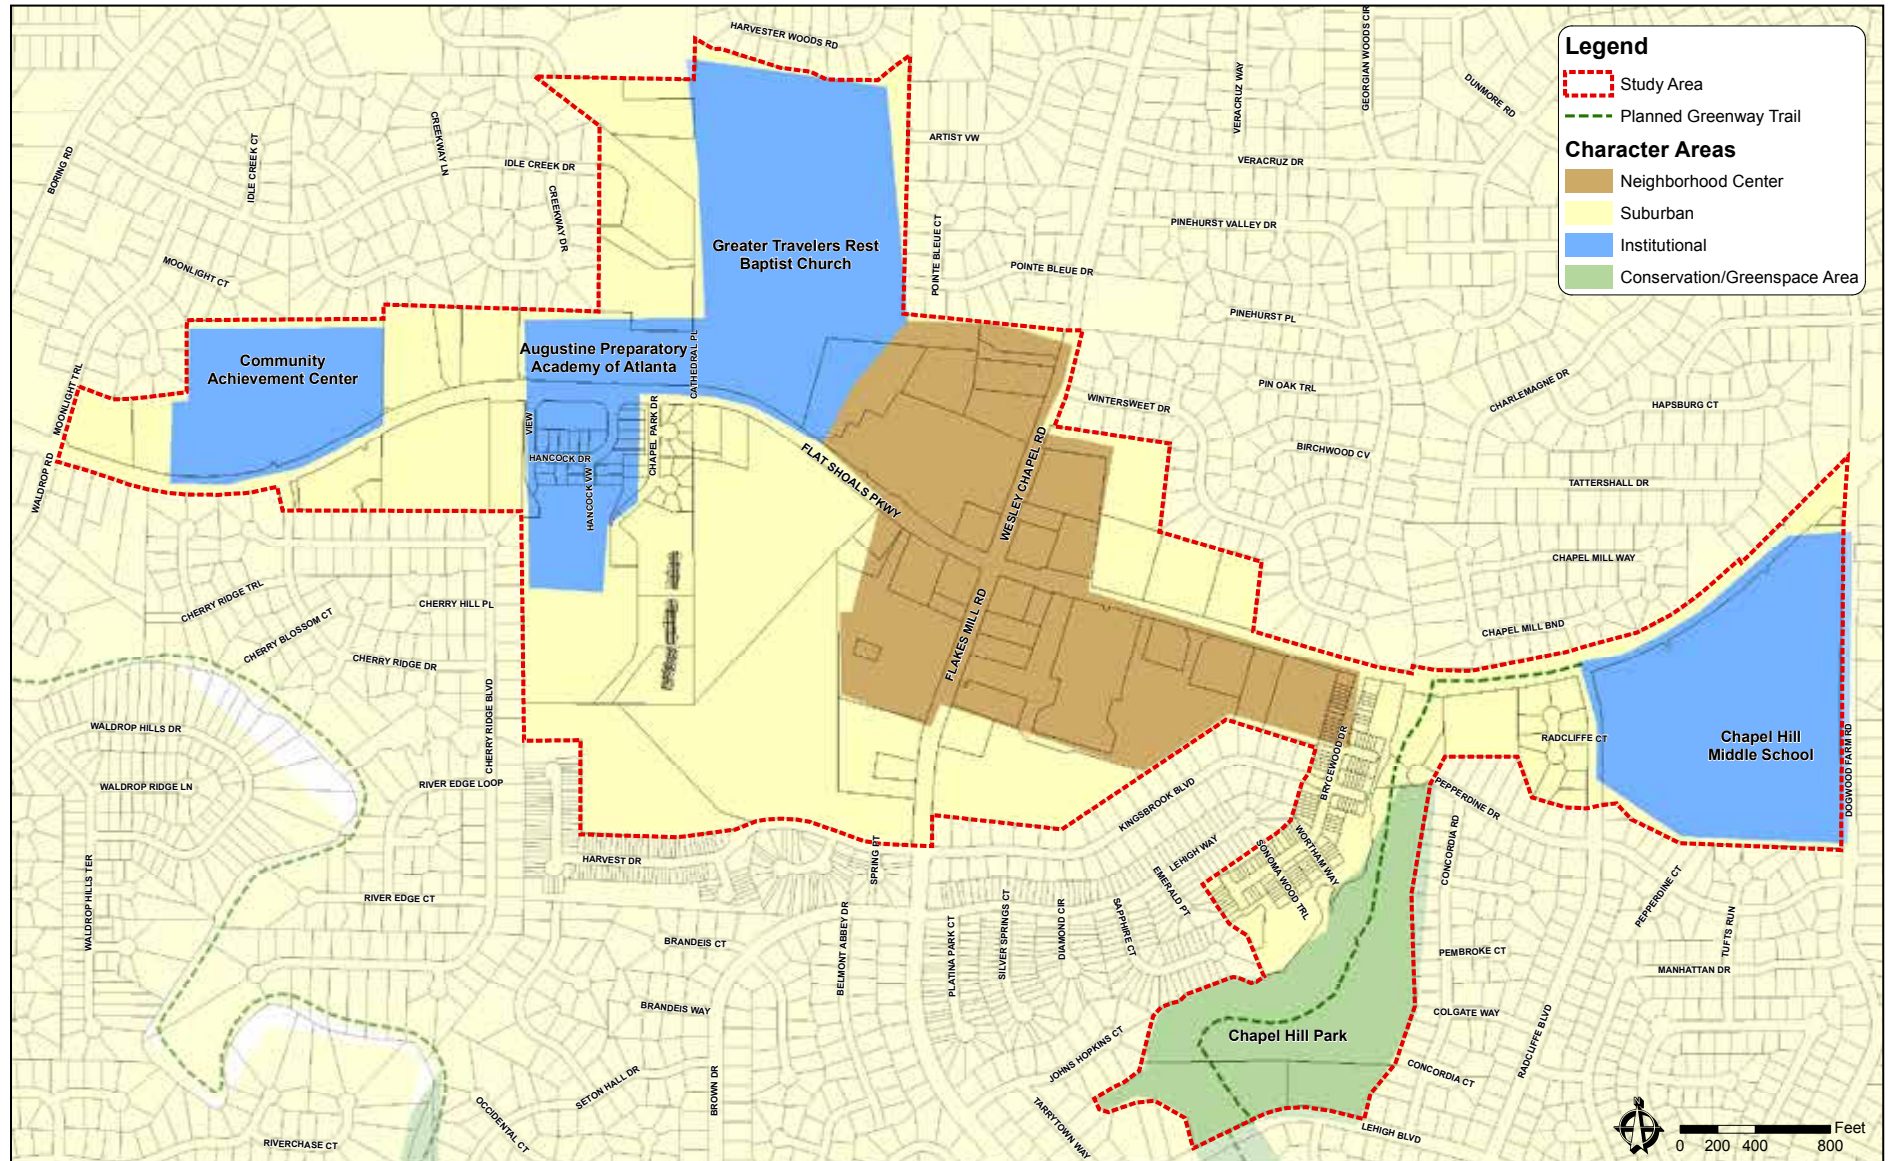 HARVESTER WOODS RD
Legend
Study Area
Planned Greenway Trail
Character Areas
Neighborhood Center
Suburban
Institutional
Conservation/Greenspace Area
GEORGIAN WOODS CIR
VERACRUZ WAY
DUNMORE RD
ARTIST VW
VERACRUZ DR
BORING RD
IDLE CREEK CT
CREEKWAY LN
IDLE CREEK DR
CREEKWAY DR
MOONLIGHT CT
Greater Travelers Rest
Baptist Church
POINTE BLEUE CT
POINTE BLEUE DR
PINEHURST VALLEY DR
PINEHURST PL
Community
Achievement Center
Augustine Preparatory
Academy of Atlanta
CATHEDRAL PL
MOONLIGHT TRL
WALDROP RD
VIEW
HANCOCK DR
HANCOCK VW
CHAPEL PARK DR
FLAT SHOALS PKWY
WESLEY CHAPEL RD
WINTERSWEET DR
PIN OAK TRL
BIRCHWOOD CV
CHARLEMAGNE DR
HAPSBURG CT
TATTERSHALL DR
CHAPEL MILL WAY
CHAPEL MILL BND
CHERRY RIDGE TRL
CHERRY BLOSSOM CT
CHERRY HILL PL
CHERRY RIDGE DR
CHERRY RIDGE BLVD
FLAKES MILL RD
WALDROP HILLS DR
WALDROP RIDGE LN
RIVER EDGE LOOP
WALDROP HILLS TER
RIVER EDGE CT
HARVEST DR
SPRING PT
KINGSBROOK BLVD
BRYCEWOOD DR
LEHIGH WAY
EMERALD PT
WORTHAM WAY
SONOMA WOOD TRL
RADCLIFFE CT
Chapel Hill
Middle School
DOGWOOD FARM RD
PEPPERDINE DR
CONCORDIA RD
PEPPERDINE CT
TUFTS RUN
BRANDEIS CT
BELMONT ABBEY DR
PLATINA PARK CT
SILVER SPRINGS CT
DIAMOND CIR
SAPPHIRE CT
PEMBROKE CT
MANHATTAN DR
BRANDEIS WAY
COLGATE WAY
RADCLIFFE BLVD
Chapel Hill Park
JOHNS HOPKINS CT
CONCORDIA CT
SETON HALL DR
BROWN DR
OCCIDENTAL CT
TARRYTOWN WAY
LEHIGH BLVD
RIVERCHASE CT
Feet
0 200 400 800